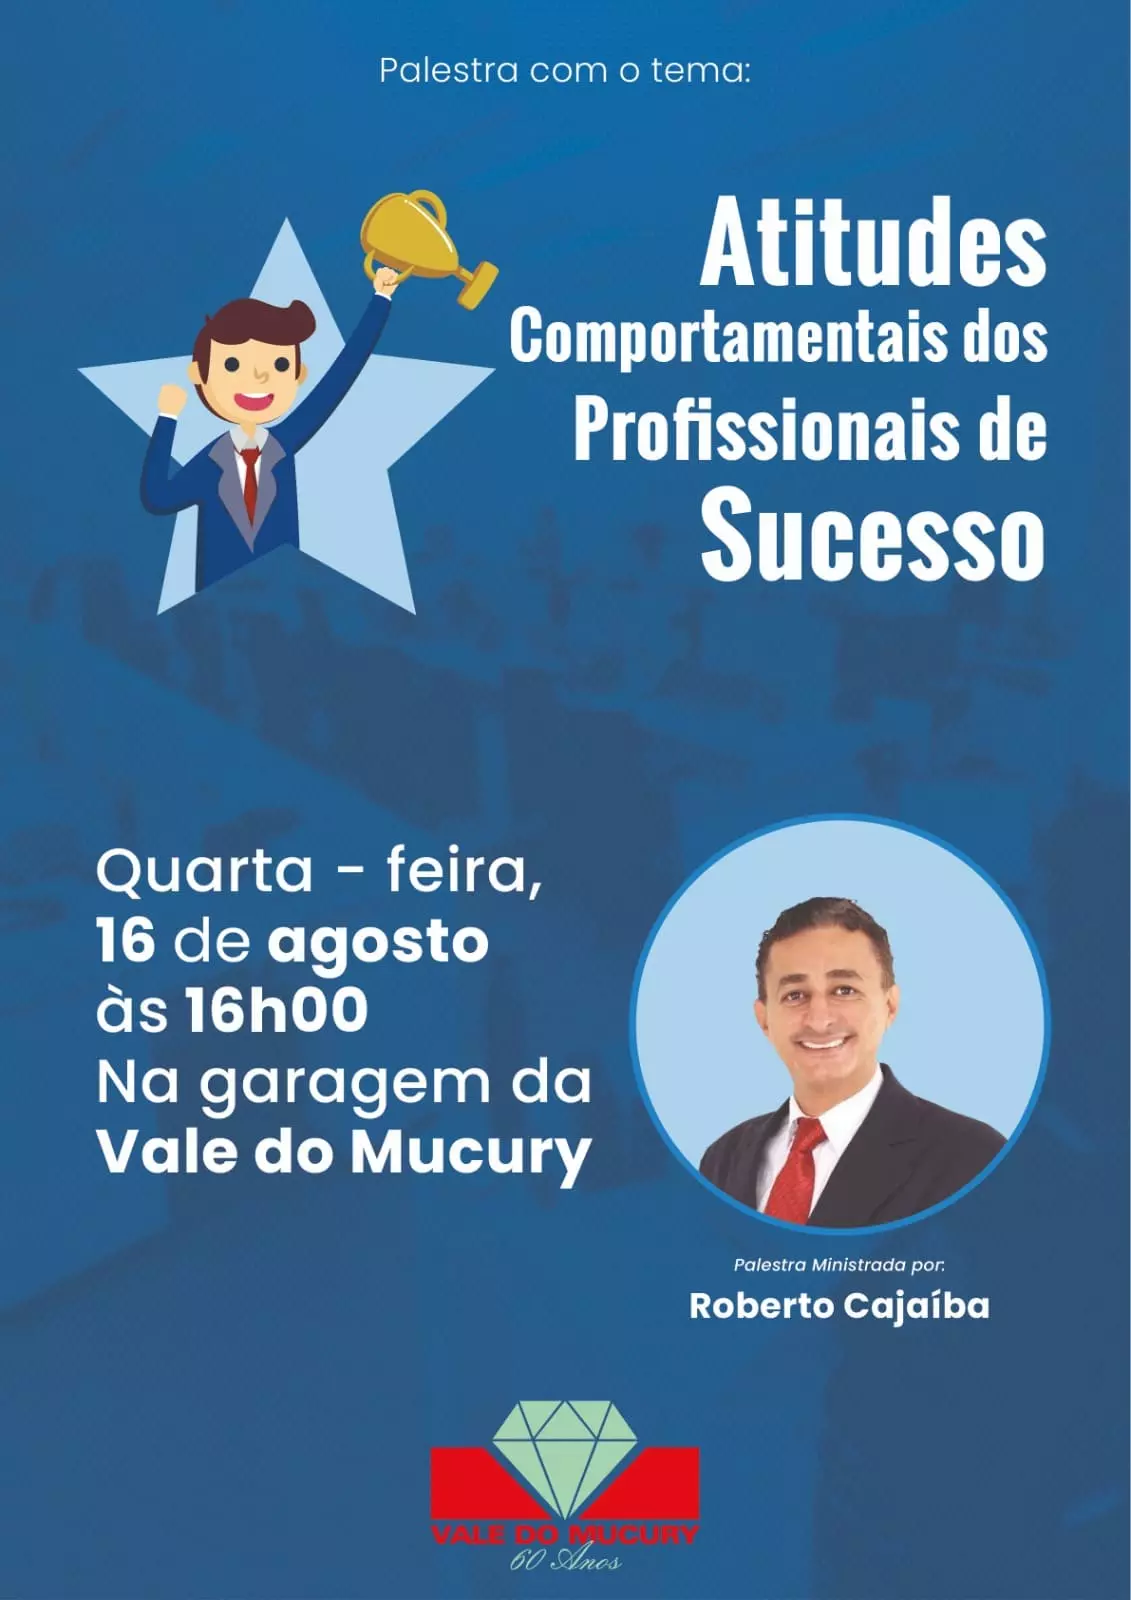 Palestra com o tema:
Atitudes
Comportamentais dos
Profissionais de
Sucesso
Quarta - feira,
16 de agosto
às 16h00
Na garagem da
Vale do Mucury
Palestra Ministrada por:
Roberto Cajaíba
VALE DO MUCURY
60 Anos